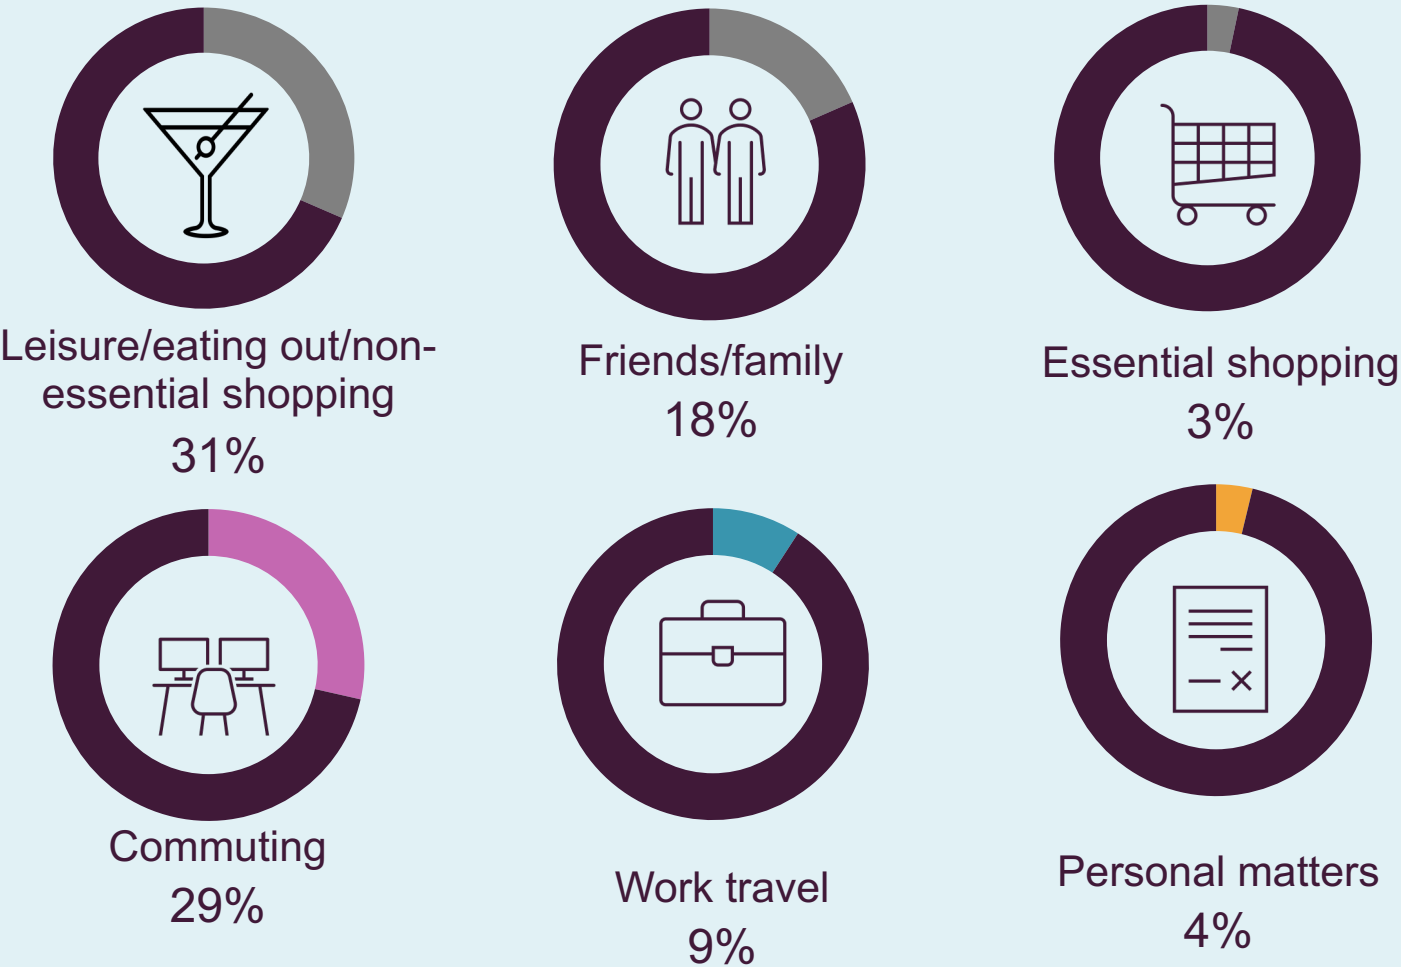 Leisure/eating out/non-
essential shopping
31%
Friends/family
18%
Essential shopping
3%
Commuting
29%
Work travel
9%
Personal matters
4%